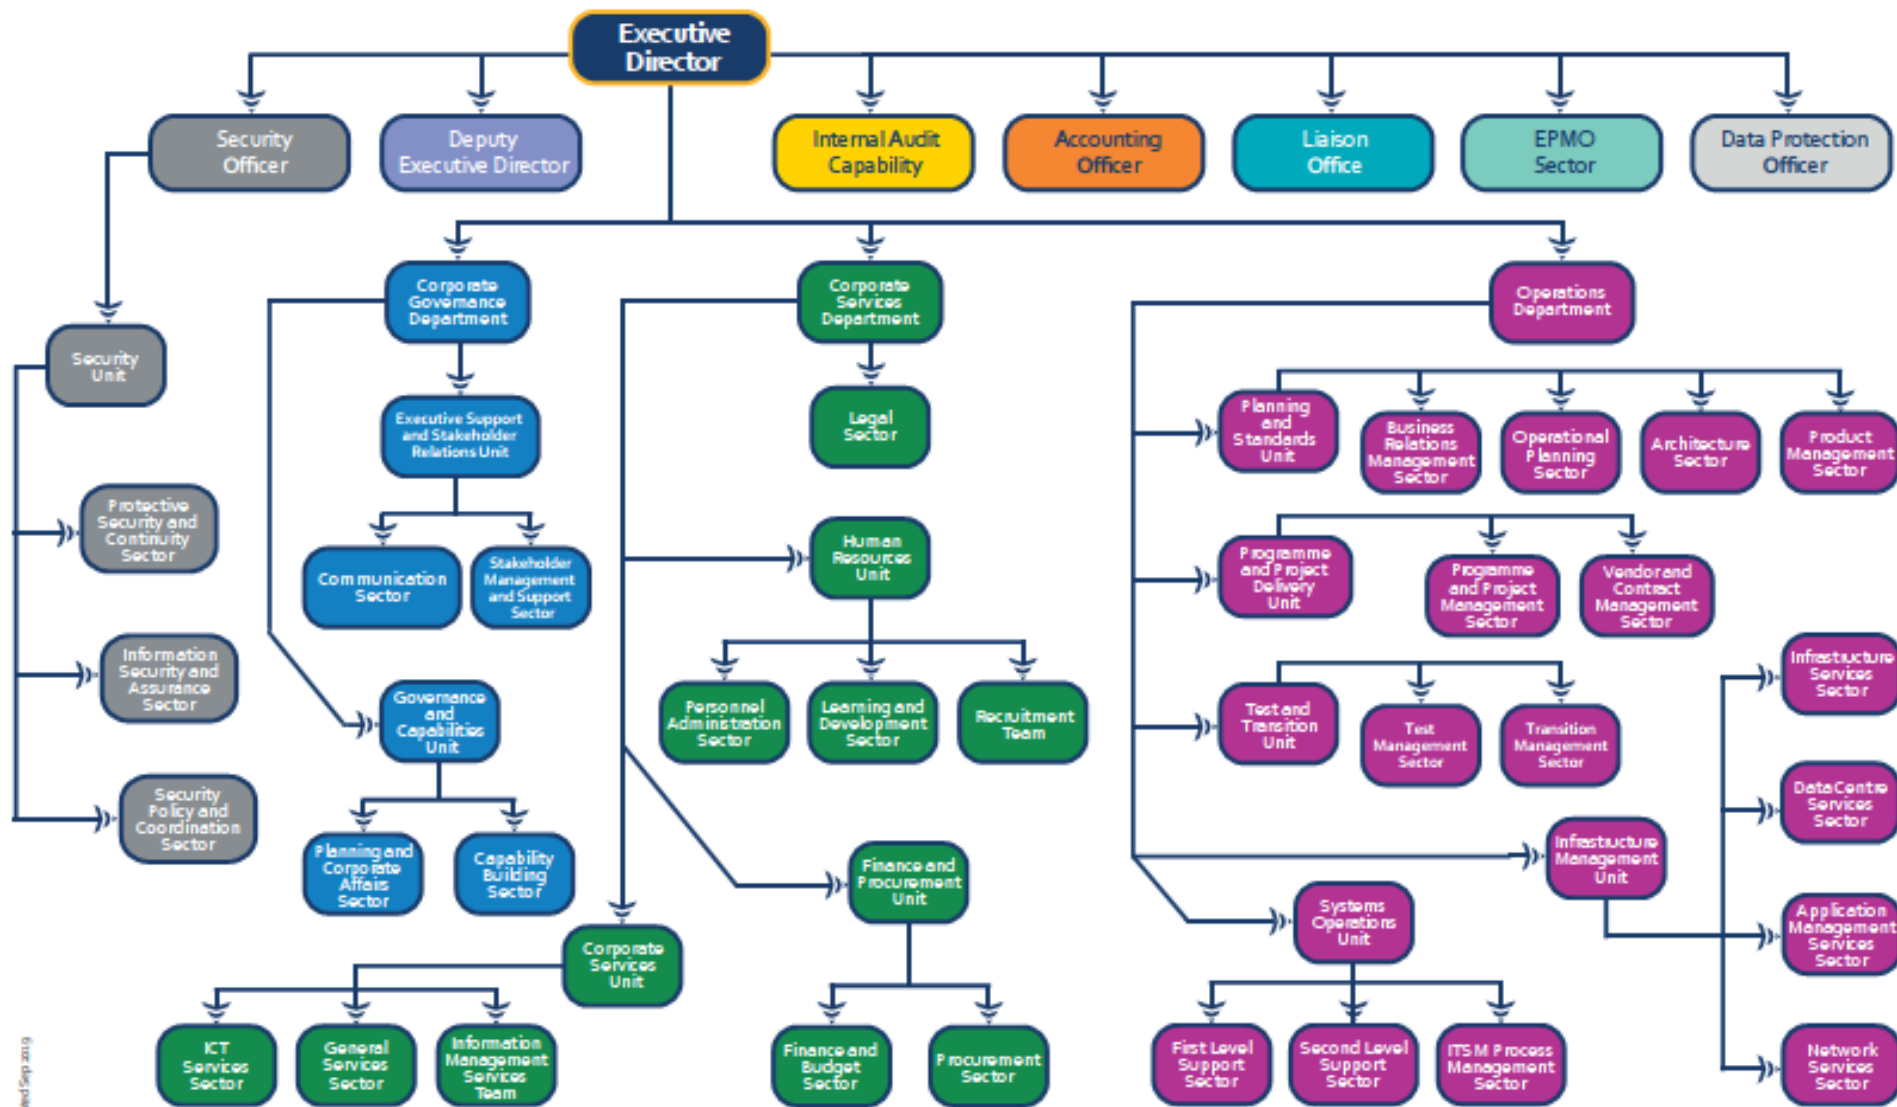 Executive
Director
Security
Officer
Deputy
Executive Director
Internal Audit
Capability
Accounting
Officer
Liaison
Office
EPMO
Sector
Data Protection
Officer
Corporate
Governance
Department
Corporate
Services
Department
Operations
Department
Security
Unit
Executive Support
and Stakeholder
Relations Unit
Legal
Sector
Planning
and
Standards
Unit
Business
Relations
Management
Sector
Operational
Planning
Sector
Architecture
Sector
Product
Management
Sector
Protective
Security and
Continuity
Sector
Communication
Sector
Stakeholder
Management
and Support
Sector
Human
Resources
Unit
Programme
and Project
Delivery
Unit
Programme
and Project
Management
Sector
Vendor and
Contract
Management
Sector
Information
Security and
Assurance
Sector
Governance
and
Capabilities
Unit
Personnel
Administration
Sector
Learning and
Development
Sector
Recruitment
Team
Test and
Transition
Unit
Test
Management
Sector
Transition
Management
Sector
Infrastructure
Services
Sector
Security
Policy and
Coordination
Sector
Planning and
Corporate
Affairs
Sector
Capability
Building
Sector
Finance and
Procurement
Unit
Infrastructure
Management
Unit
Data Centre
Services
Sector
Corporate
Services
Unit
Systems
Operations
Unit
Application
Management
Services
Sector
ICT
Services
Sector
General
Services
Sector
Information
Management
Services
Team
Finance and
Budget
Sector
Procurement
Sector
First Level
Support
Sector
Second Level
Support
Sector
ITSM Process
Management
Sector
Network
Services
Sector
Sep 2019